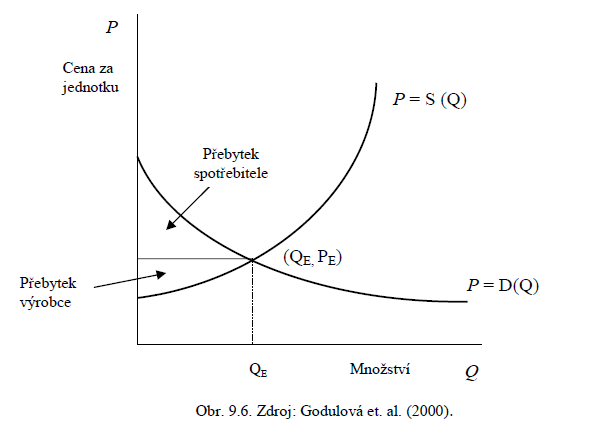 P
Cena za
jednotku
P = S (Q)
Přebytek
spotřebitele
(QE, PE)
Přebytek
výrobce
P = D(Q)
QE
Množství
Q
Obr. 9.6. Zdroj: Godulová et. al. (2000).